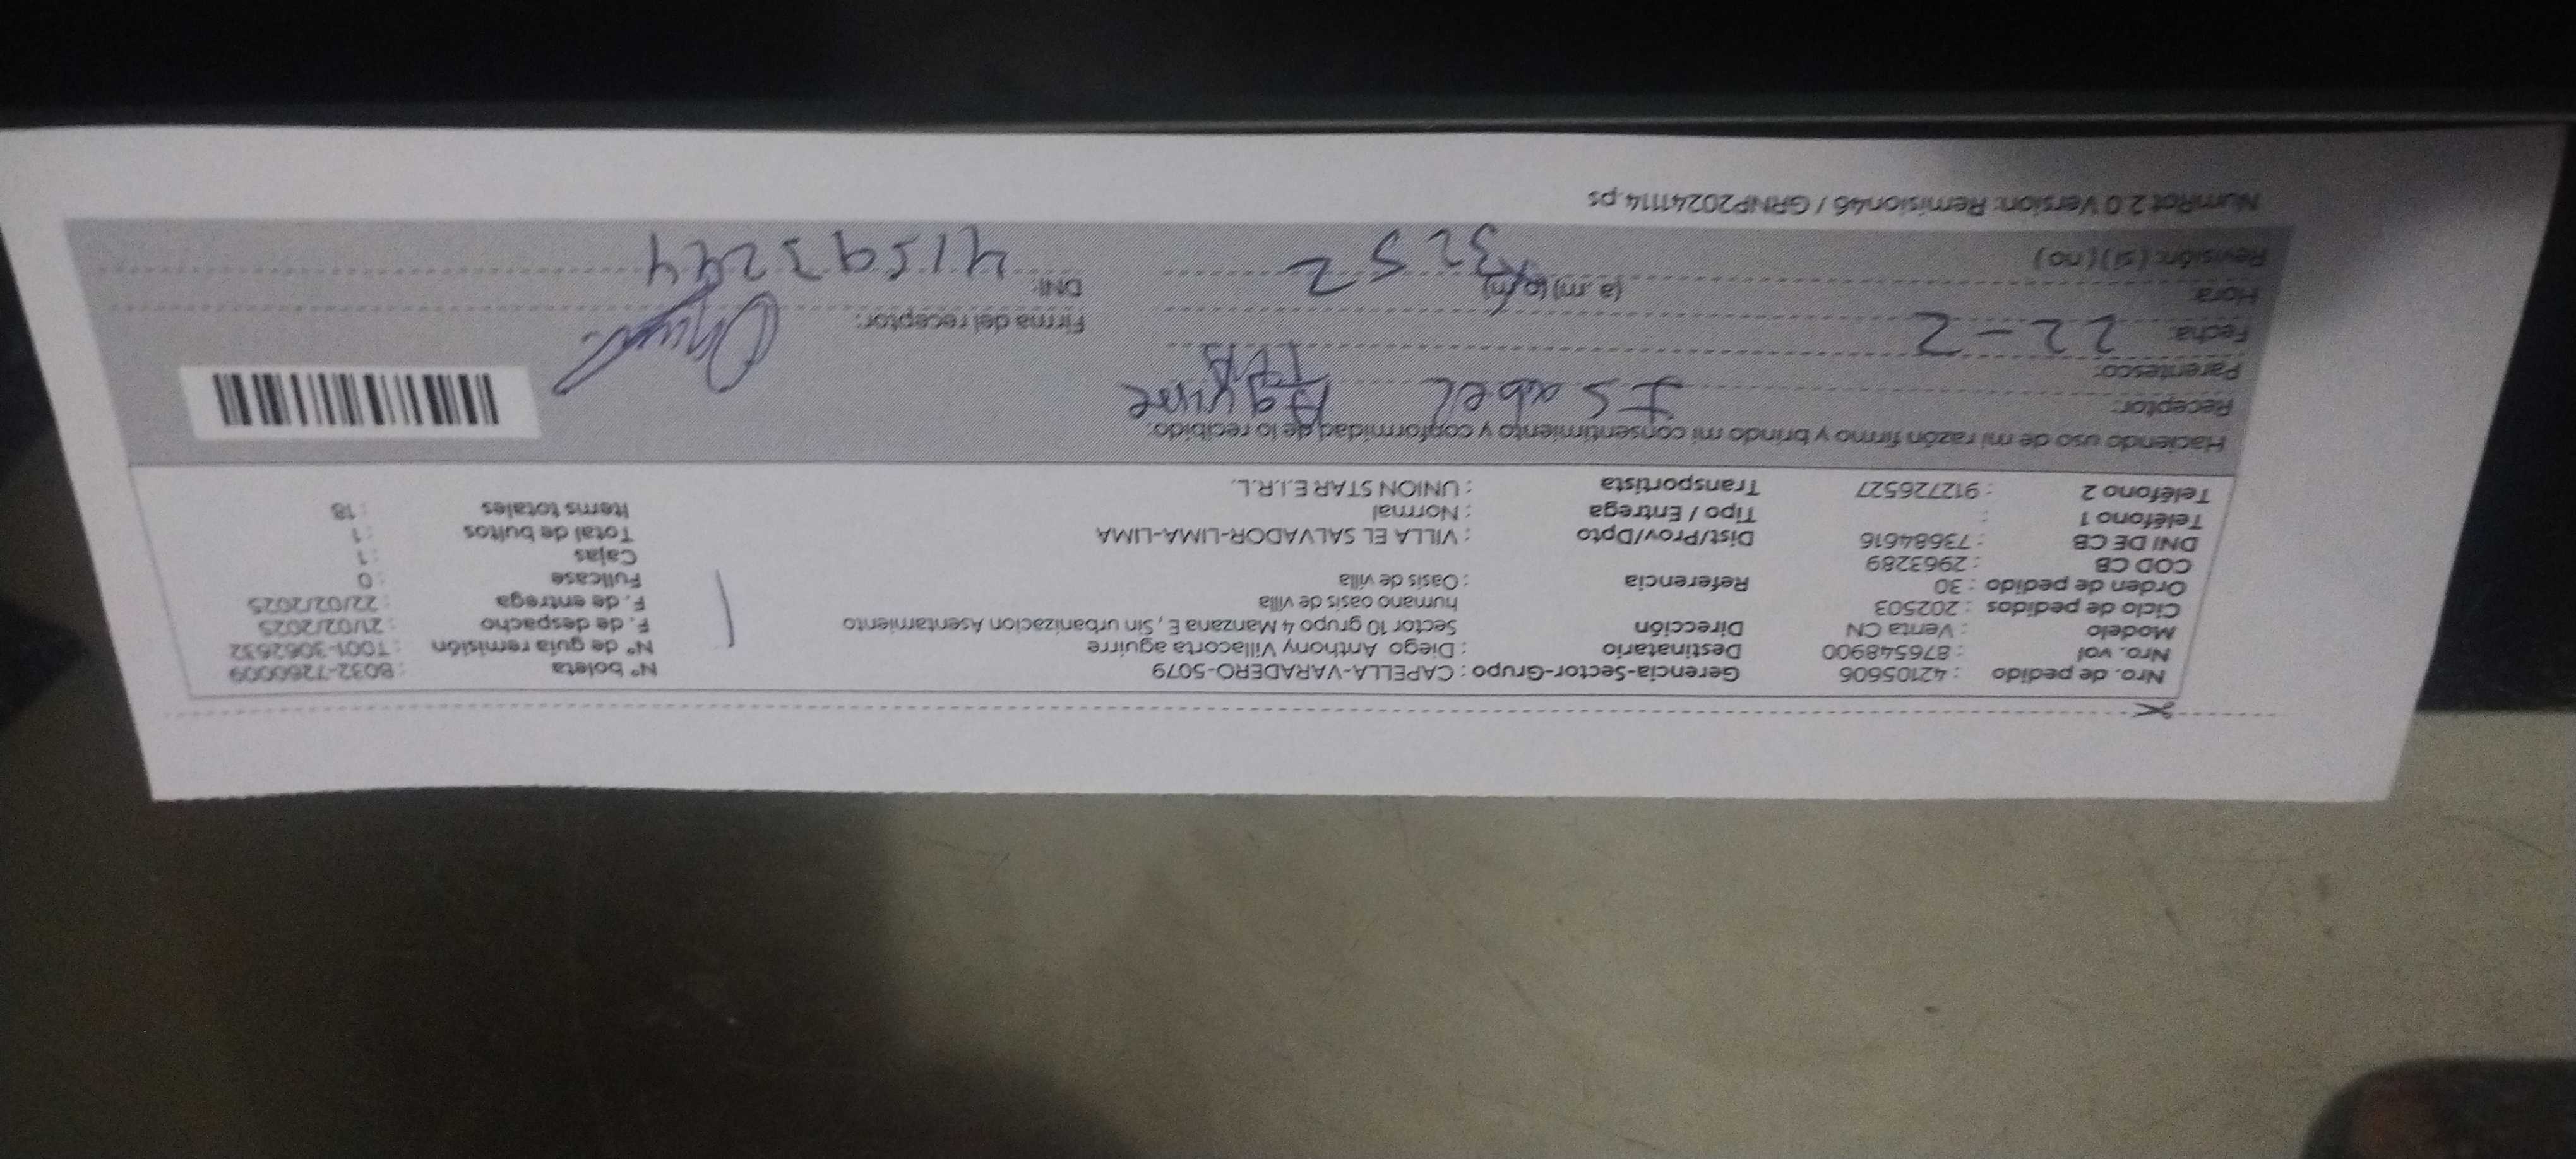 Nro. de pedido : 42105606 Gerencia-Sector-Grupo : CAPELLA-VARADERO-5079 N° boleta : B032-7260009
Nro. vol : 876548900 Destinatario : Diego Anthony Villacorta aguirre N° de guía remisión : T001-3062632
Modelo : Venta CN Dirección Sector 10 grupo 4 Manzana E , Sin urbanizacion Asentamiento F. de despacho : 21/02/2025
Ciclo de pedidos : 202503 humano oasis de villa F. de entrega : 22/02/2025
Orden de pedido : 30 Referencia : Oasis de villa Fullcase : 0
COD CB : 2963289 Cajas : 1
DNI DE CB : 73684616 Dist/Prov/Dpto : VILLA EL SALVADOR-LIMA-LIMA Total de bultos : 1
Teléfono 1 : Tipo / Entrega : Normal Items totales : 18
Teléfono 2 : 912726527 Transportista : UNION STAR E.I.R.L.
Haciendo uso de mi razón firmo y brindo mi consentimiento y conformidad de lo recibido.
Receptor: Isabel Aguirre
Parentesco:
Fecha: 22-2 Firma del receptor:
Hora: (a.m) (p.m) DNI: 41593244
Revisión: (si) (no) 3252
NumRot 2.0 Version: Remision46 / GRNP20241114.ps